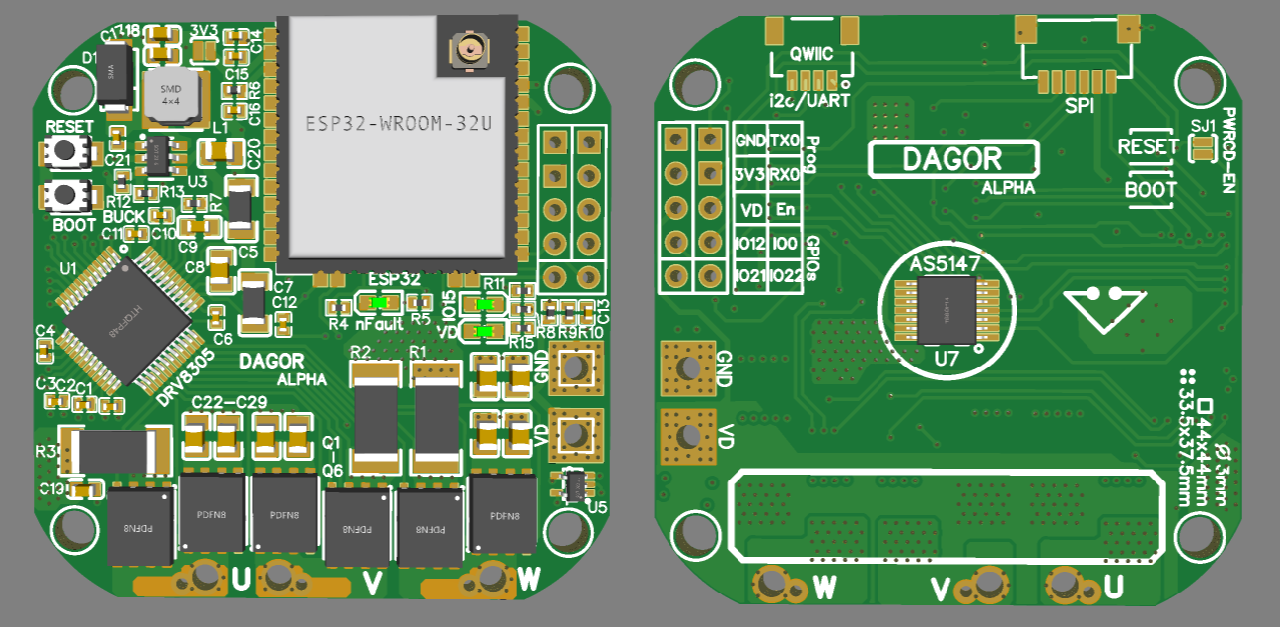 C17
C18
3V3
C14
D1
SMA
C15
SMD
4×4
R6
C16
ESP32-WROOM-32U
RESET
L1
C20
C21
U3
R13
R12
R7
BOOT
BUCK
C11
C10
C9
C5
U1
C8
C7
C12
ESP32
IO15
R11
R4
nFault
R5
C6
VD
R15
R8
R9
R10
C13
HTQFP48
C4
DRV8305
DAGOR
ALPHA
R2
R1
GND
C3
C2
C1
C22-C29
VD
R3
Q1
-
Q6
C13
U5
PDFN8
PDFN8
PDFN8
PDFN8
PDFN8
PDFN8
U
V
W
QWIIC
i2c/UART
SPI
PWRCD-EN
SJ1
GND
TX0
Prog
3V3
RX0
VD
En
IO12
IO0
GPIOs
IO21
IO22
DAGOR
ALPHA
RESET
BOOT
AS5147
U7
GND
VD
33.5x37.5mm
44x44mm
Ø 3mm
W
V
U